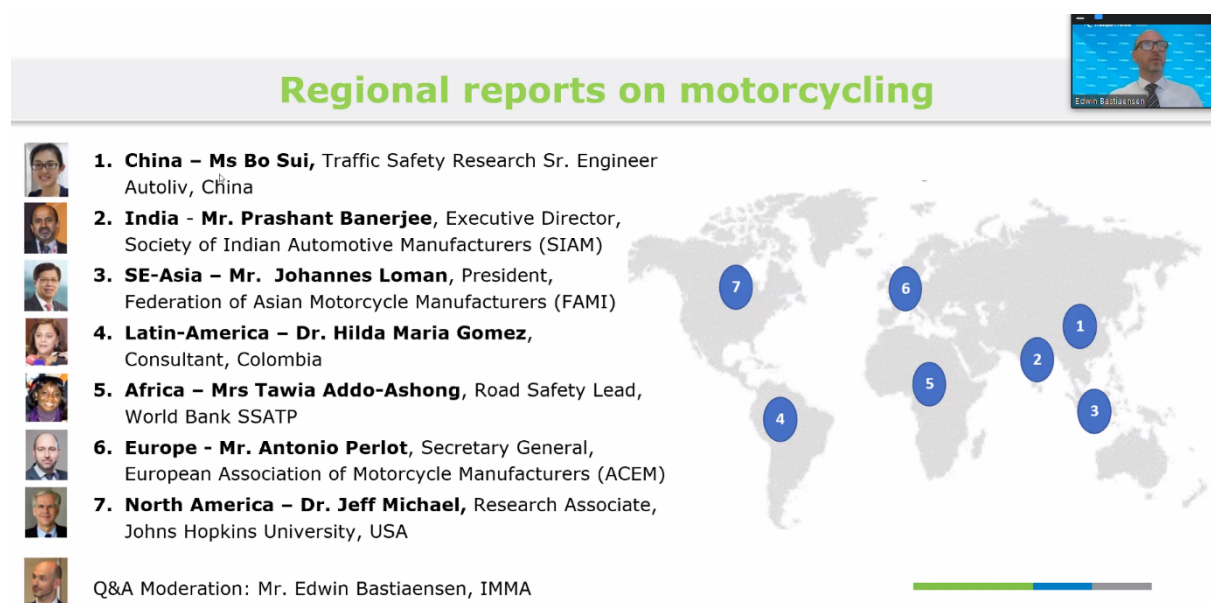 Regional reports on motorcycling
Edwin Bastiaensen
1. China – Ms Bo Sui, Traffic Safety Research Sr. Engineer
Autoliv, China
2. India - Mr. Prashant Banerjee, Executive Director,
Society of Indian Automotive Manufacturers (SIAM)
3. SE-Asia – Mr. Johannes Loman, President,
Federation of Asian Motorcycle Manufacturers (FAMI)
4. Latin-America – Dr. Hilda Maria Gomez,
Consultant, Colombia
5. Africa – Mrs Tawia Addo-Ashong, Road Safety Lead,
World Bank SSATP
6. Europe - Mr. Antonio Perlot, Secretary General,
European Association of Motorcycle Manufacturers (ACEM)
7. North America – Dr. Jeff Michael, Research Associate,
Johns Hopkins University, USA
Q&A Moderation: Mr. Edwin Bastiaensen, IMMA
7
6
1
2
5
3
4